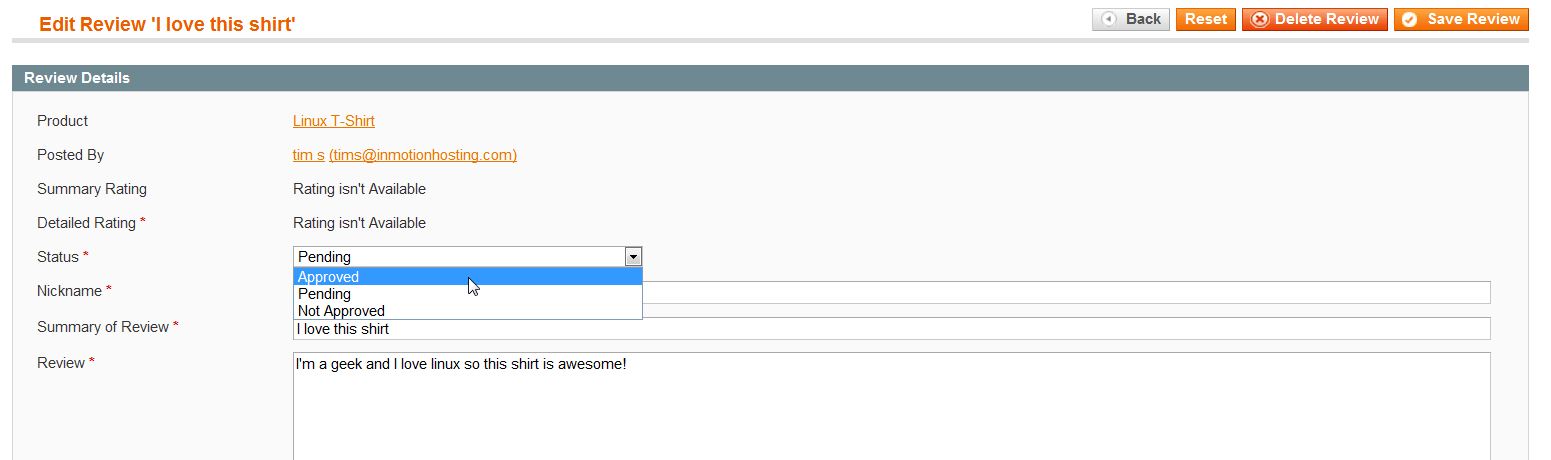 Edit Review 'I love this shirt'
Back Reset Delete Review Save Review
Review Details
Product Linux T-Shirt
Posted By tim s (tims@inmotionhosting.com)
Summary Rating Rating isn't Available
Detailed Rating * Rating isn't Available
Status * Pending
Approved
Pending
Not Approved
Nickname *
Summary of Review * I love this shirt
Review * I'm a geek and I love linux so this shirt is awesome!